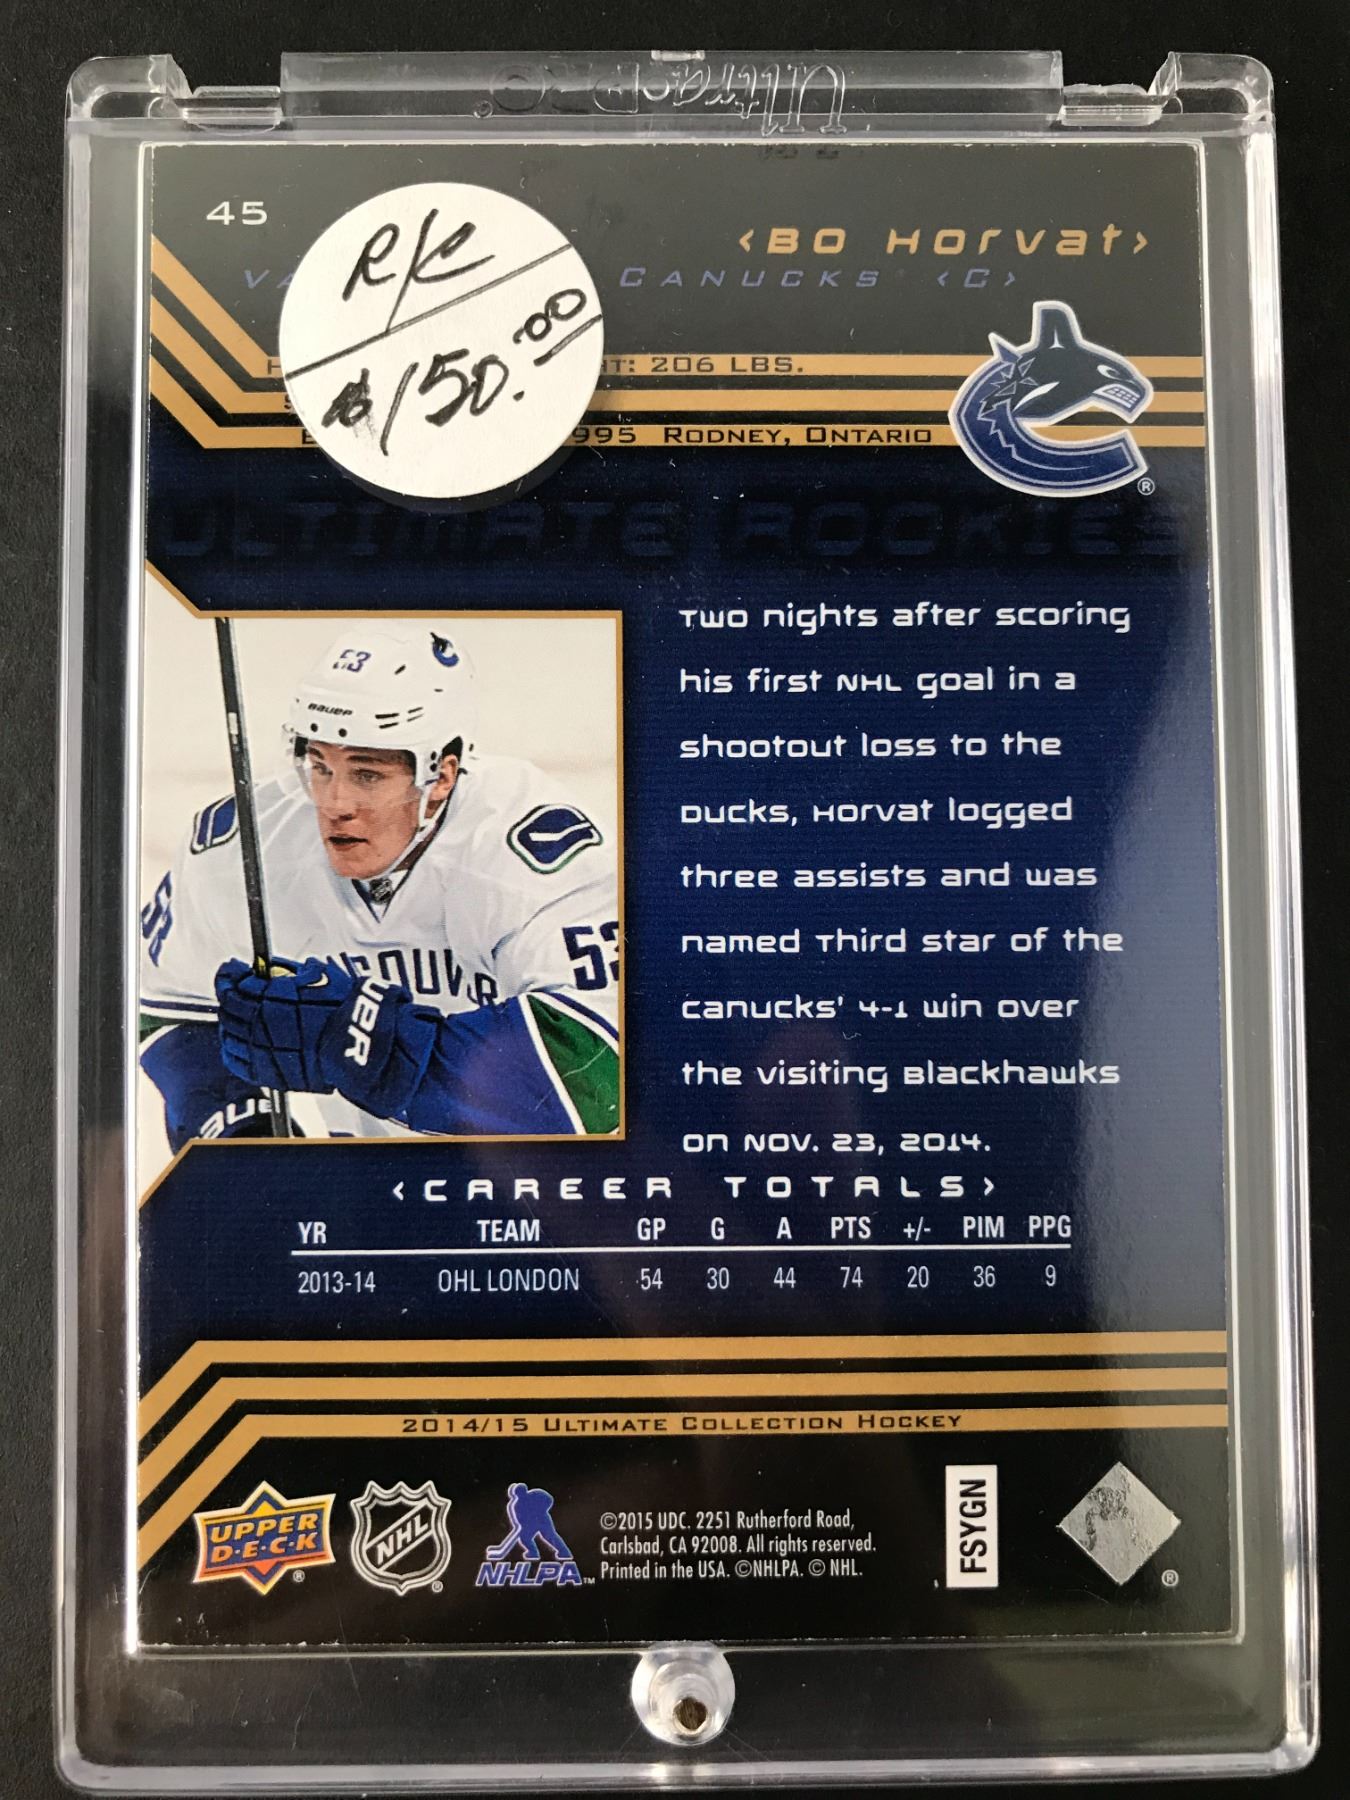 UltraPRO
45
R/C
$150.00
<BO Horvat>
CANUCKS <C>
206 LBS.
995 RODNEY, ONTARIO
ULTIMATE ROOKIES
Two nights after scoring
his first NHL goal in a
shootout loss to the
Ducks, Horvat logged
three assists and was
named Third Star of the
Canucks' 4-1 win over
the visiting Blackhawks
on Nov. 23, 2014.
53
BAUER
53
<CAREER TOTALS>
YR TEAM GP G A PTS +/- PIM PPG
2013-14 OHL LONDON 54 30 44 74 20 36 9
2014/15 ULTIMATE COLLECTION HOCKEY
UPPER
D·E·C·K
NHL
NHLPA
©2015 UDC. 2251 Rutherford Road,
Carlsbad, CA 92008. All rights reserved.
Printed in the USA. ©NHLPA. © NHL.
FSYGN